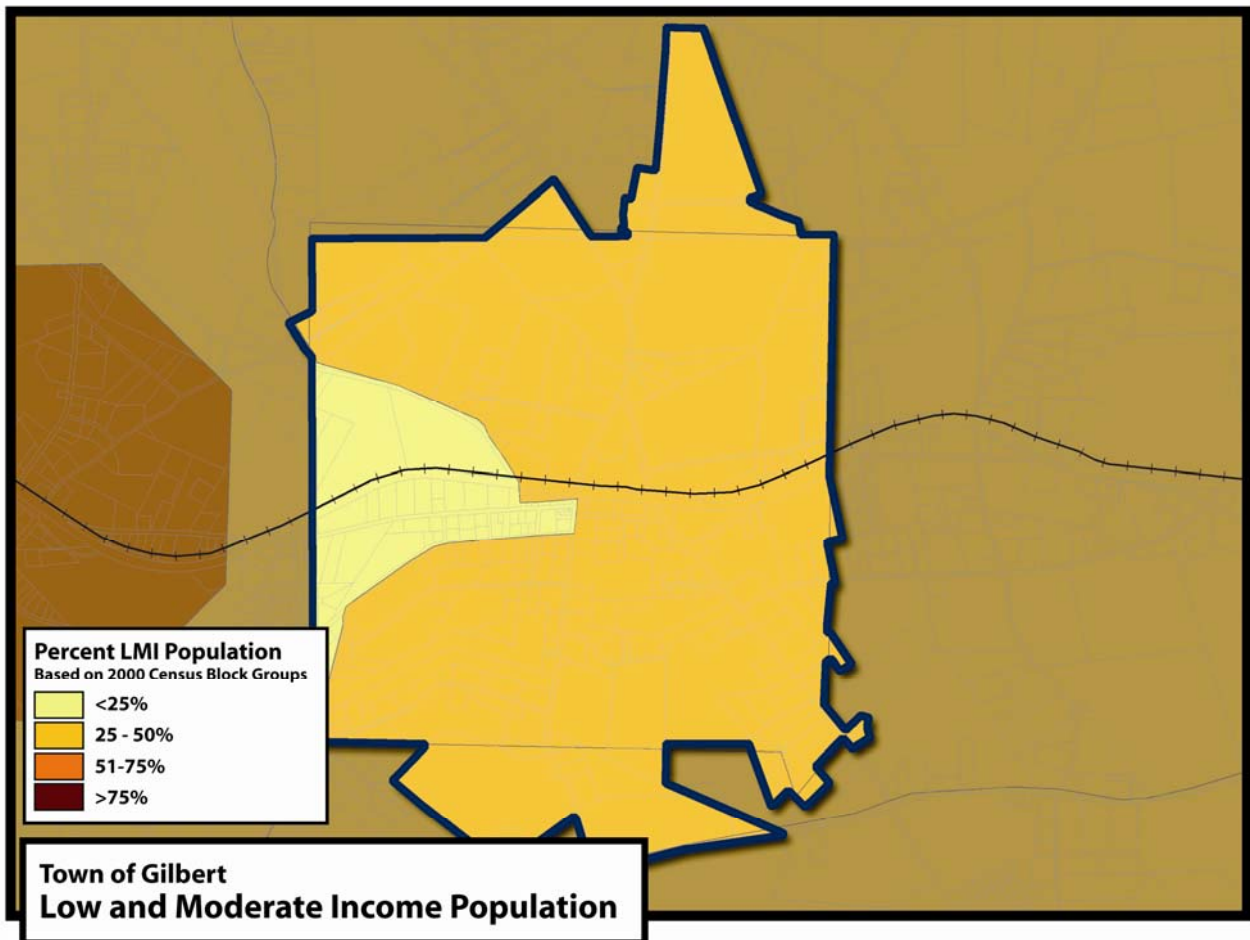 Percent LMI Population
Based on 2000 Census Block Groups
<25%
25 - 50%
51-75%
>75%
Town of Gilbert
Low and Moderate Income Population